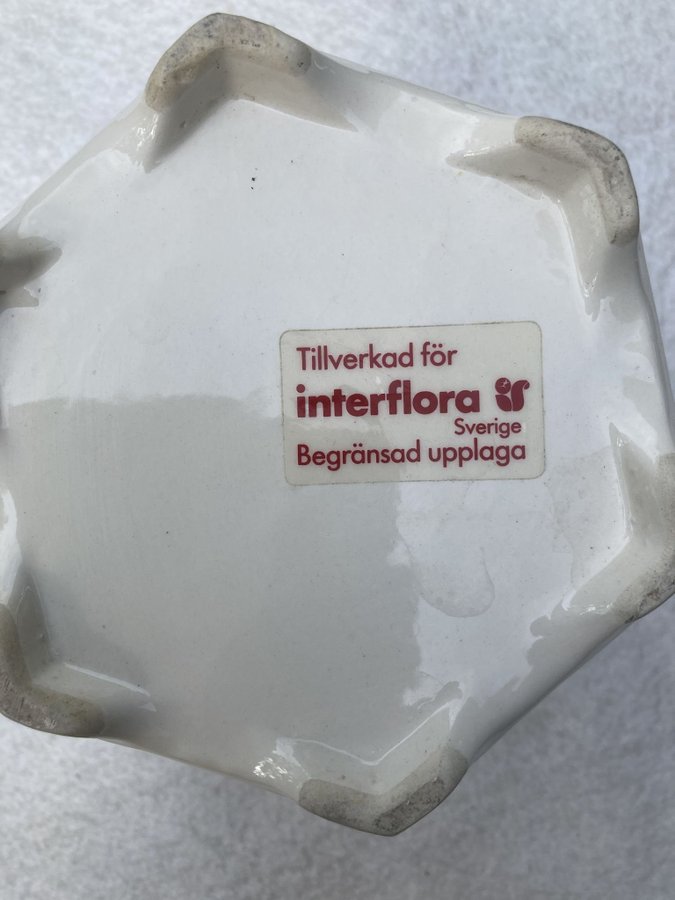 Tillverkad för
interflora
Sverige
Begränsad upplaga